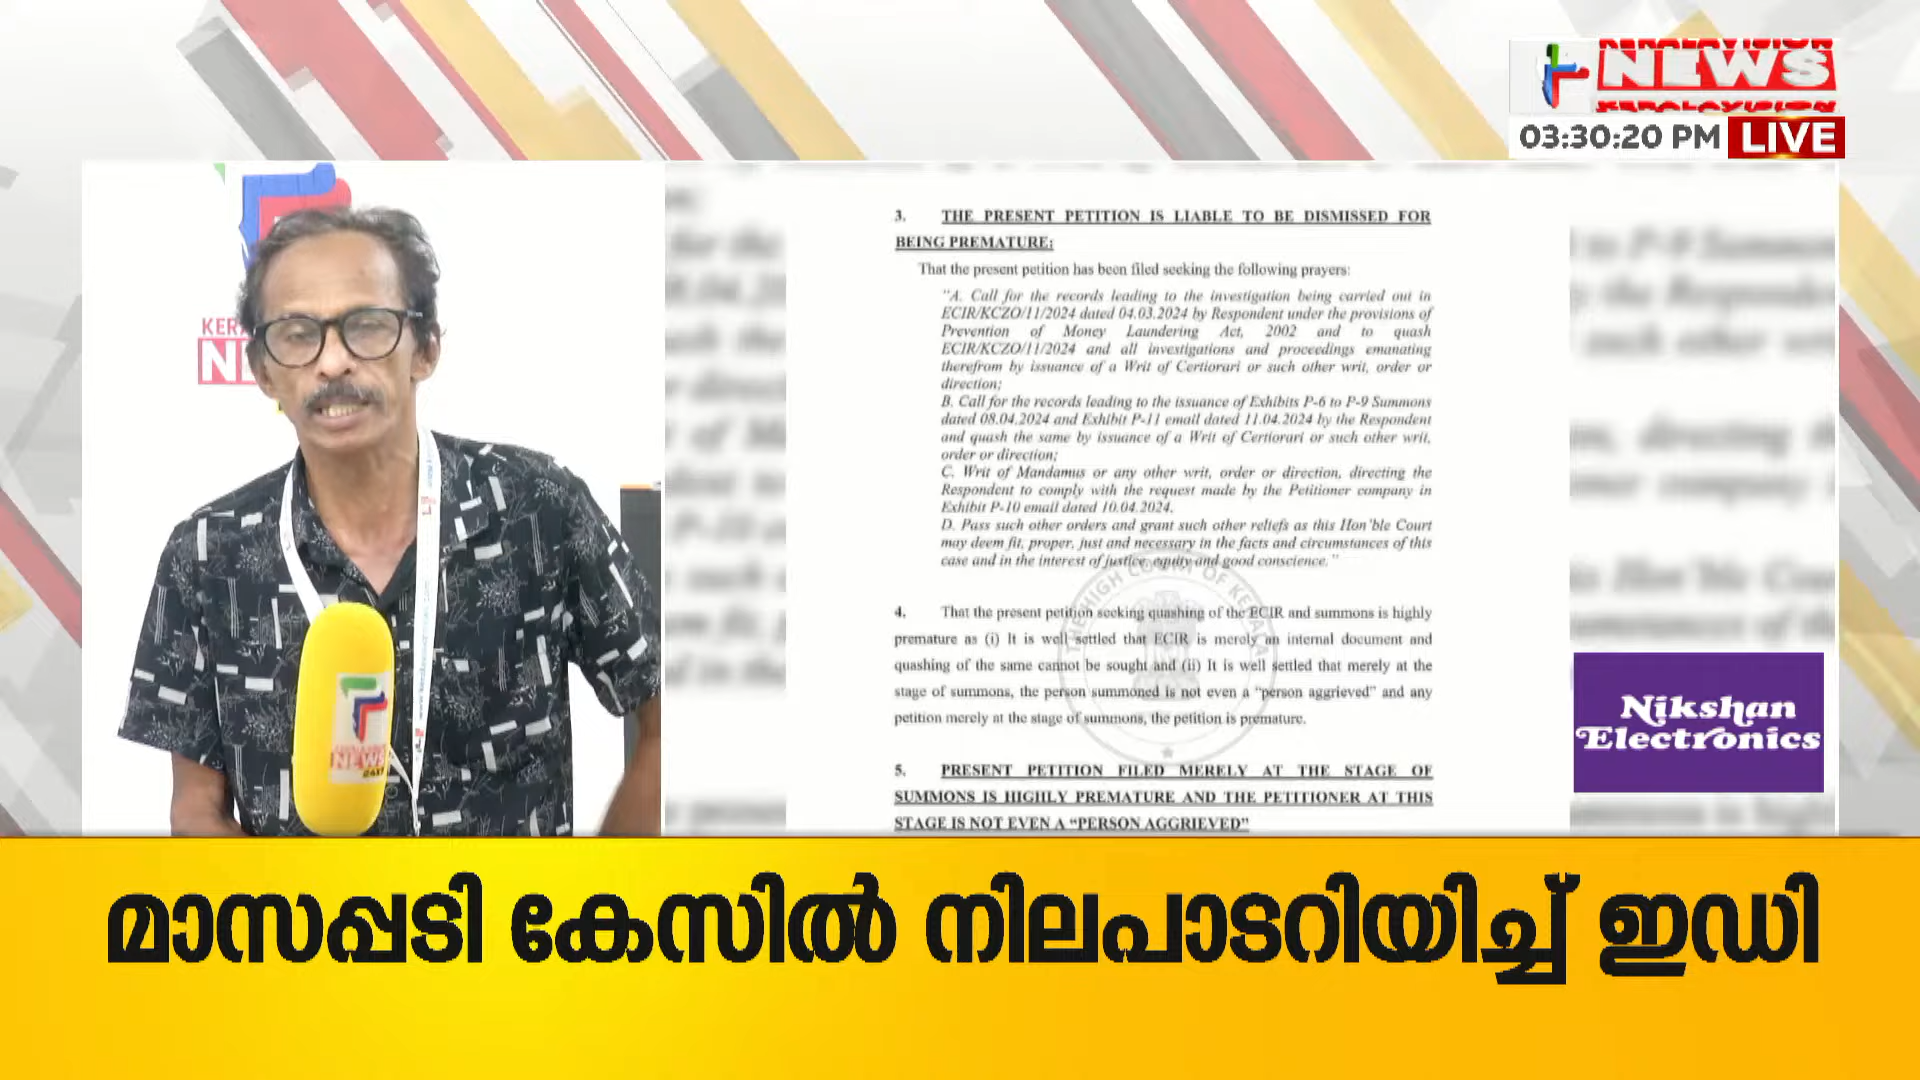 KERALAVISION
NEWS
03:30:20 PM LIVE
3. THE PRESENT PETITION IS LIABLE TO BE DISMISSED FOR
BEING PREMATURE:
That the present petition has been filed seeking the following prayers:
"A. Call for the records leading to the investigation being carried out in
ECIR/KCZO/11/2024 dated 04.03.2024 by Respondent under the provisions of
Prevention of Money Laundering Act, 2002 and to quash
ECIR/KCZO/11/2024 and all investigations and proceedings emanating
therefrom by issuance of a Writ of Certiorari or such other writ, order or
direction;
B. Call for the records leading to the issuance of Exhibits P-6 to P-9 Summons
dated 08.04.2024 and Exhibit P-11 email dated 11.04.2024 by the Respondent
and quash the same by issuance of a Writ of Certiorari or such other writ,
order or direction;
C. Writ of Mandamus or any other writ, order or direction, directing the
Respondent to comply with the request made by the Petitioner company in
Exhibit P-10 email dated 10.04.2024.
D. Pass such other orders and grant such other reliefs as this Hon'ble Court
may deem fit, proper, just and necessary in the facts and circumstances of this
case and in the interest of justice, equity and good conscience."
THE HIGH COURT OF KERALA
4. That the present petition seeking quashing of the ECIR and summons is highly
premature as (i) It is well settled that ECIR is merely an internal document and
quashing of the same cannot be sought and (ii) It is well settled that merely at the
stage of summons, the person summoned is not even a "person aggrieved" and any
petition merely at the stage of summons, the petition is premature.
5. PRESENT PETITION FILED MERELY AT THE STAGE OF
SUMMONS IS HIGHLY PREMATURE AND THE PETITIONER AT THIS
STAGE IS NOT EVEN A "PERSON AGGRIEVED"
NEWS
Nikshan
Electronics
മാസപ്പടി കേസിൽ നിലപാടറിയിച്ച് ഇഡി